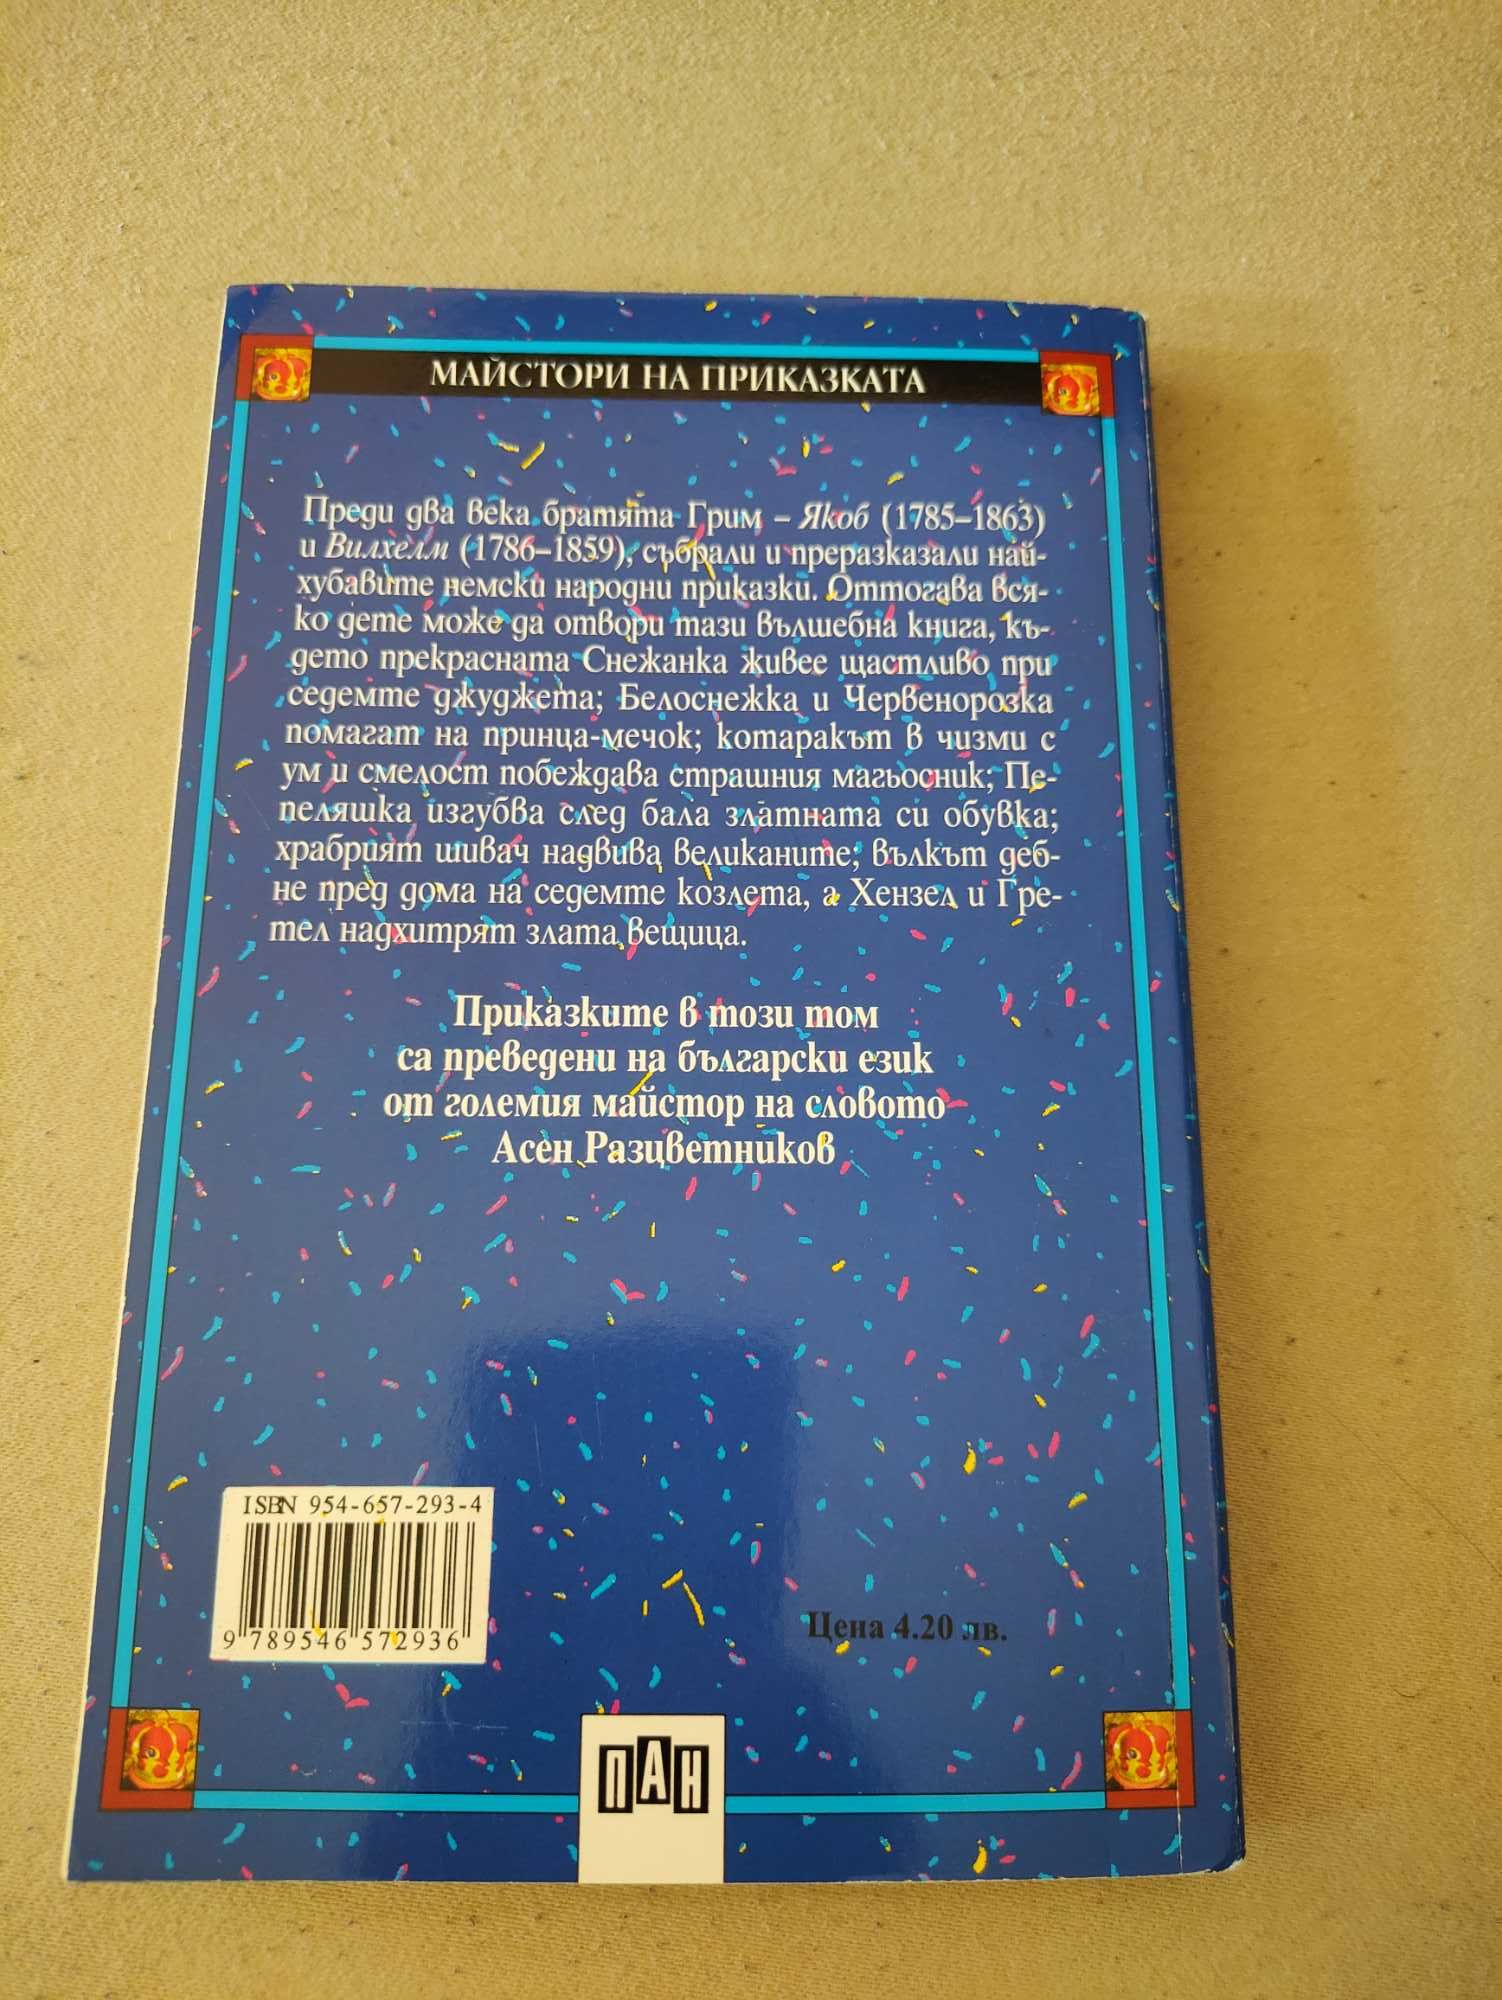 МАЙСТОРИ НА ПРИКАЗКАТА
Преди два века братята Грим – Якоб (1785–1863)
и Вилхелм (1786–1859), събрали и преразказали най-
хубавите немски народни приказки. Оттогава вся-
ко дете може да отвори тази вълшебна книга, къ-
дето прекрасната Снежанка живее щастливо при
седемте джуджета; Белоснежка и Червенорозка
помагат на принца-мечок; котаракът в чизми с
ум и смелост побеждава страшния магьосник; Пе-
пеляшка изгубва след бала златната си обувка;
храбрият шивач надвива великаните; вълкът деб-
не пред дома на седемте козлета, а Хензел и Гре-
тел надхитрят злата вещица.
Приказките в този том
са преведени на български език
от големия майстор на словото
Асен Разцветников
ISBN 954-657-293-4
9 789546 572936
Цена 4.20 лв.
ПАН